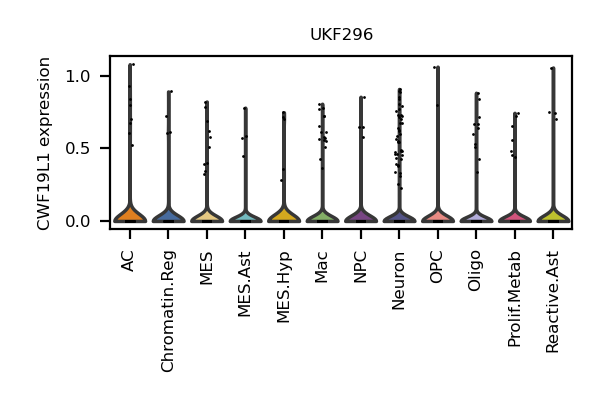 UKF296
CWF19L1 expression
1.0
0.5
0.0
AC
Chromatin.Reg
MES
MES.Ast
MES.Hyp
Mac
NPC
Neuron
OPC
Oligo
Prolif.Metab
Reactive.Ast